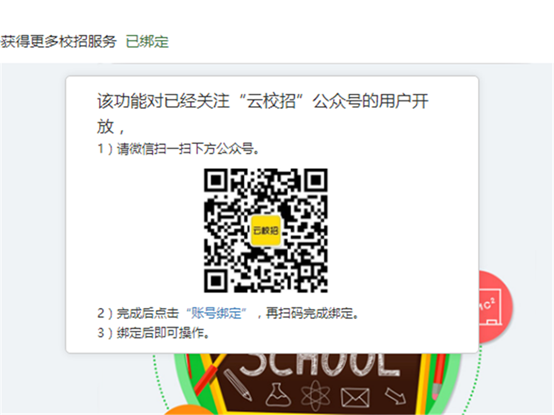 获得更多校招服务 已绑定
该功能对已经关注“云校招”公众号的用户开
放，
1）请微信扫一扫下方公众号。
云校招
2）完成后点击“账号绑定”，再扫码完成绑定。
3）绑定后即可操作。
MC²
SCHOOL